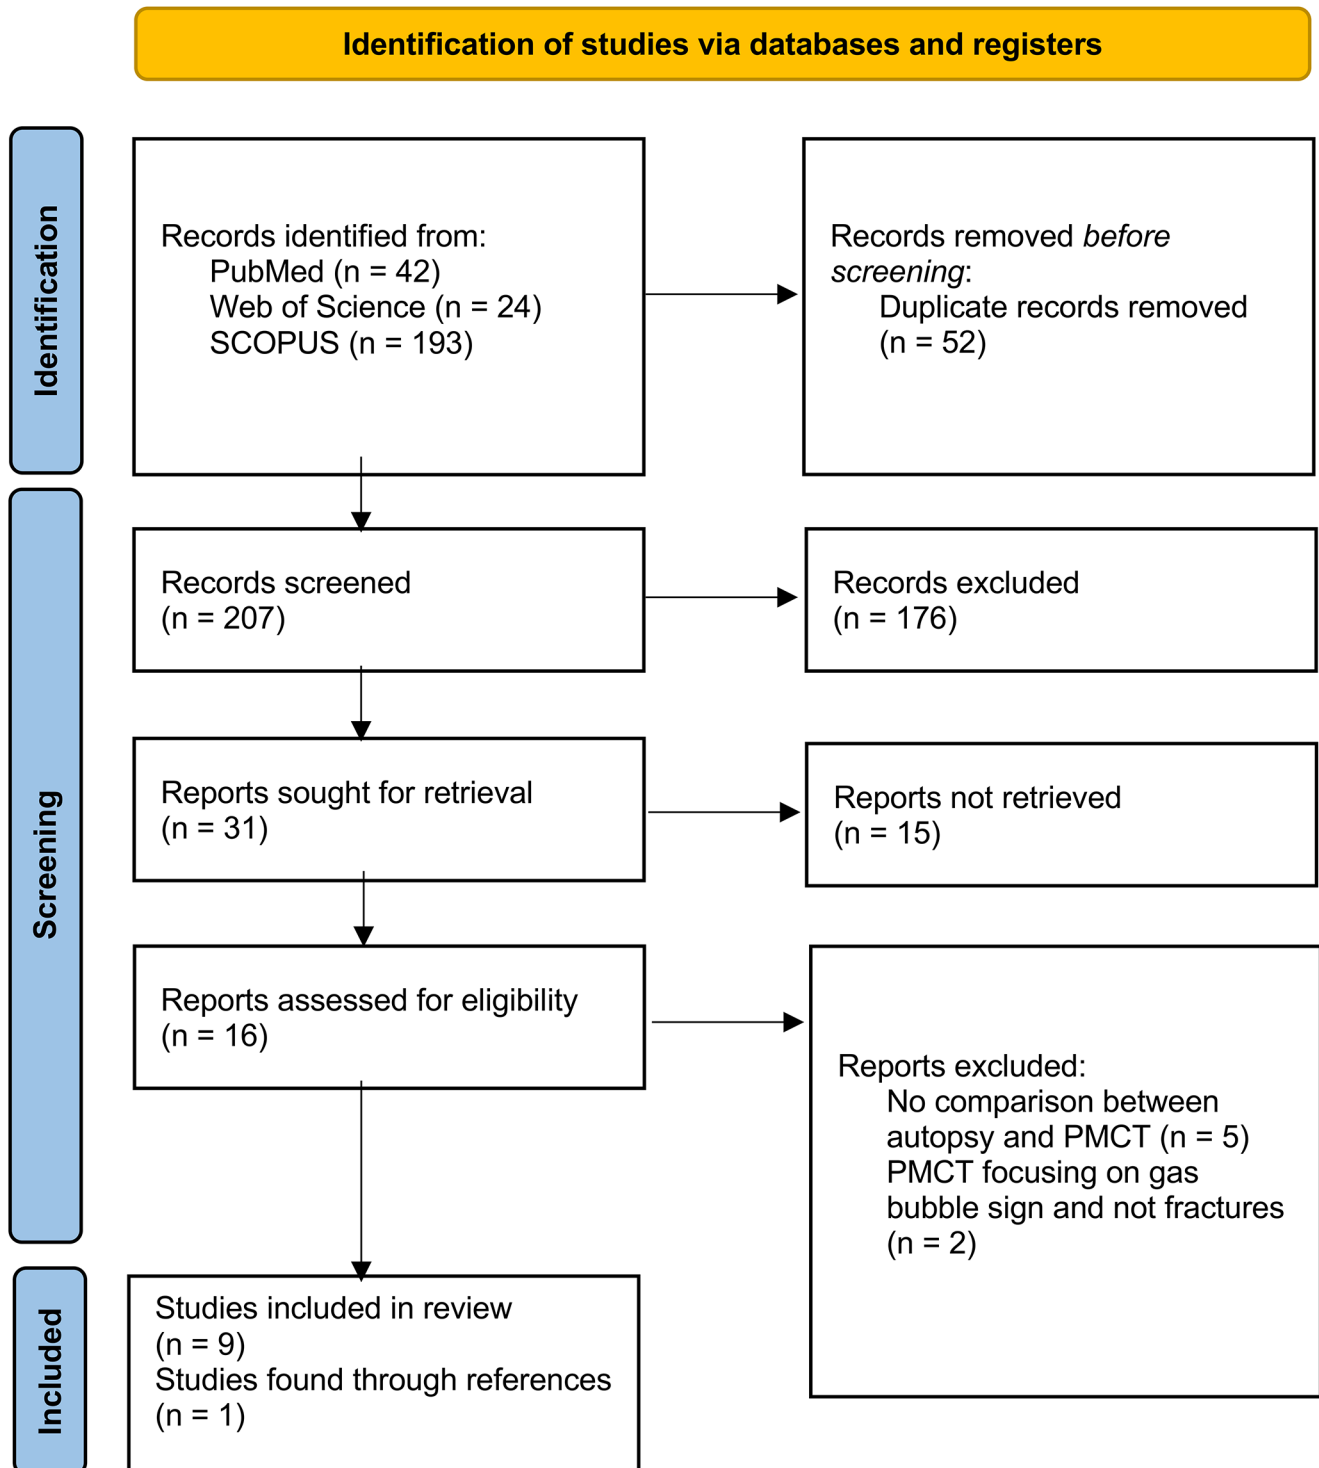 Identification of studies via databases and registers
Identification
Records identified from:
PubMed (n = 42)
Web of Science (n = 24)
SCOPUS (n = 193)
Records removed before
screening:
Duplicate records removed
(n = 52)
Screening
Records screened
(n = 207)
Records excluded
(n = 176)
Reports sought for retrieval
(n = 31)
Reports not retrieved
(n = 15)
Reports assessed for eligibility
(n = 16)
Reports excluded:
No comparison between
autopsy and PMCT (n = 5)
PMCT focusing on gas
bubble sign and not fractures
(n = 2)
Included
Studies included in review
(n = 9)
Studies found through references
(n = 1)